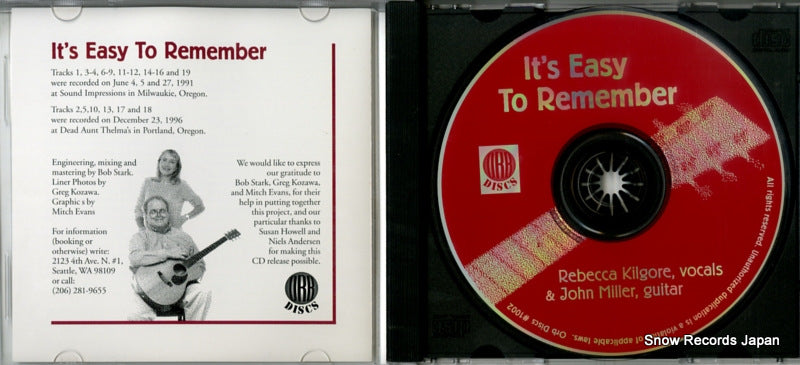 It's Easy To Remember
Tracks 1, 3-4, 6-9, 11-12, 14-16 and 19
were recorded on June 4, 5 and 27, 1991
at Sound Impressions in Milwaukie, Oregon.
Tracks 2,5,10, 13, 17 and 18
were recorded on December 23, 1996
at Dead Aunt Thelma's in Portland, Oregon.
Engineering, mixing and
mastering by Bob Stark.
Liner Photos by
Greg Kozawa.
Graphic s by
Mitch Evans
For information
(booking or
otherwise) write:
2123 4th Ave. N. #1,
Seattle, WA 98109
or call:
(206) 281-9655
We would like to express
our gratitude to
Bob Stark, Greg Kozawa,
and Mitch Evans, for their
help in putting together
this project, and our
particular thanks to
Susan Howell and
Niels Andersen
for making this
CD release possible.
ORB
DISCS
It's Easy
To Remember
ORB
DISCS
Rebecca Kilgore, vocals
& John Miller, guitar
All rights reserved. Unauthorized duplication is a violation of applicable laws. Orb Discs #1002
Snow Records Japan